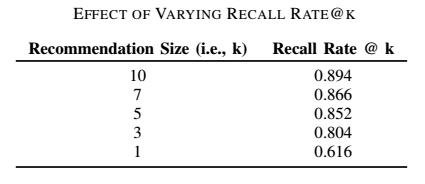 EFFECT OF VARYING RECALL RATE@K
Recommendation Size (i.e., k) Recall Rate @ k
10 0.894
7 0.866
5 0.852
3 0.804
1 0.616